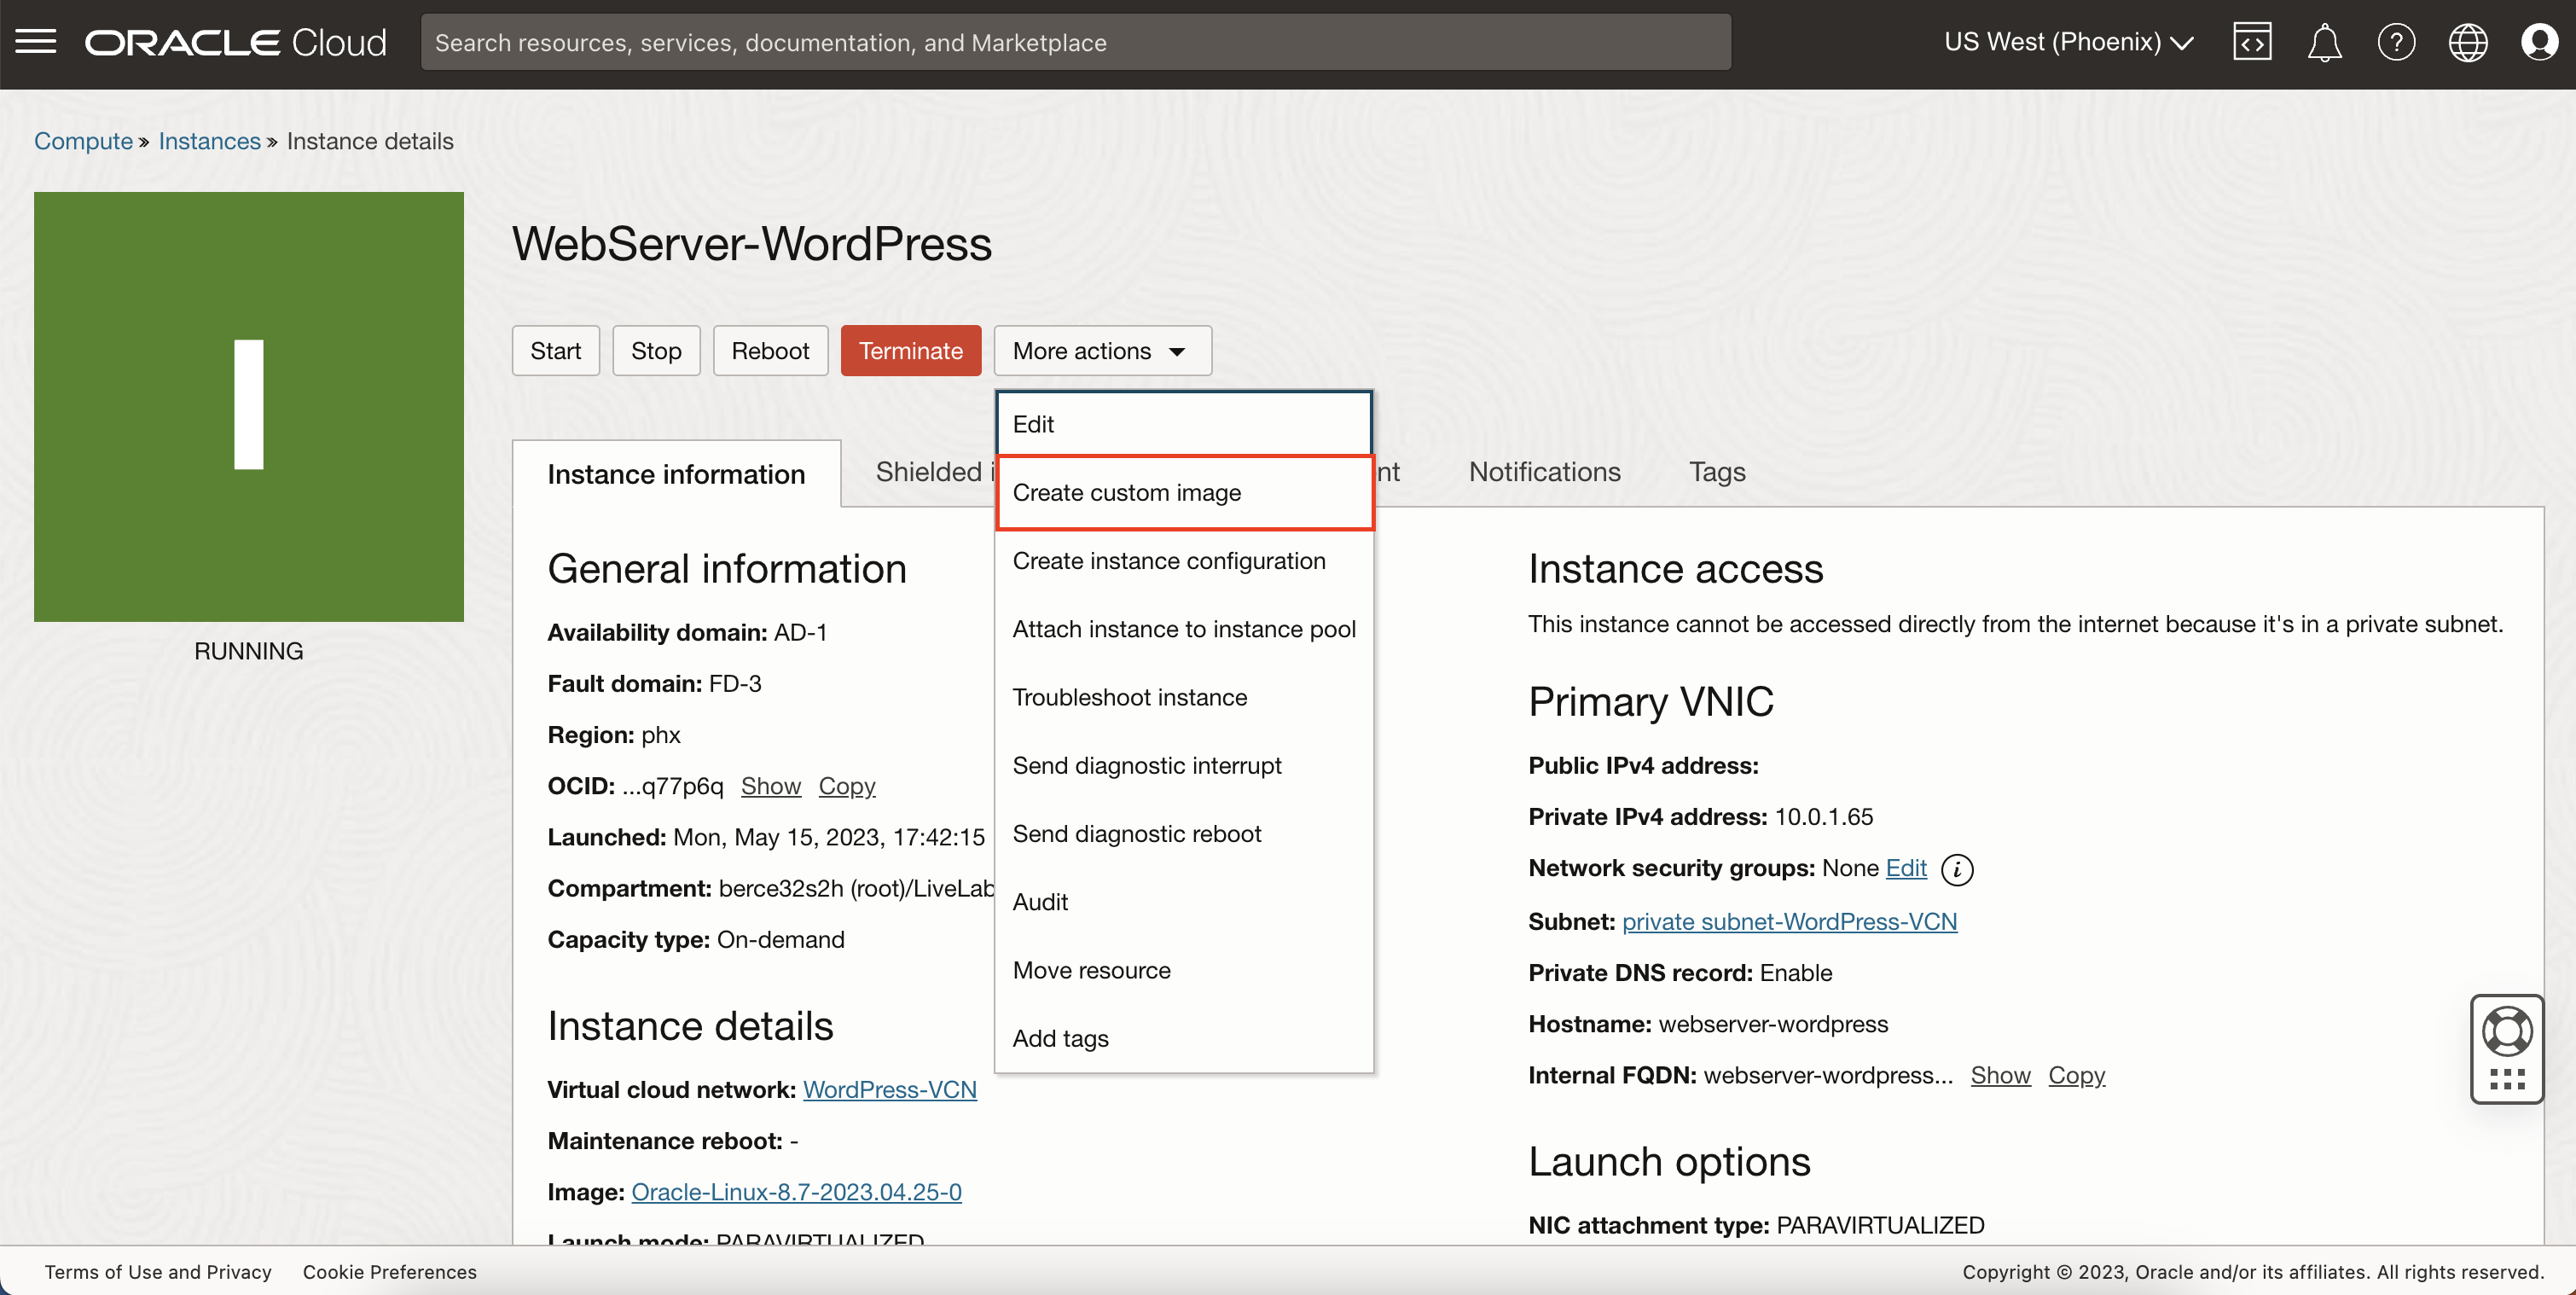 ORACLE Cloud
Search resources, services, documentation, and Marketplace
US West (Phoenix)
Compute » Instances » Instance details
I
RUNNING
WebServer-WordPress
Start
Stop
Reboot
Terminate
More actions
Edit
Create custom image
Create instance configuration
Attach instance to instance pool
Troubleshoot instance
Send diagnostic interrupt
Send diagnostic reboot
Audit
Move resource
Add tags
Instance information
Shielded i
nt
Notifications
Tags
General information
Availability domain: AD-1
Fault domain: FD-3
Region: phx
OCID: ...q77p6q Show Copy
Launched: Mon, May 15, 2023, 17:42:15
Compartment: berce32s2h (root)/LiveLab
Capacity type: On-demand
Instance details
Virtual cloud network: WordPress-VCN
Maintenance reboot: -
Image: Oracle-Linux-8.7-2023.04.25-0
Launch mode: PARAVIRTUALIZED
Instance access
This instance cannot be accessed directly from the internet because it's in a private subnet.
Primary VNIC
Public IPv4 address:
Private IPv4 address: 10.0.1.65
Network security groups: None Edit i
Subnet: private subnet-WordPress-VCN
Private DNS record: Enable
Hostname: webserver-wordpress
Internal FQDN: webserver-wordpress... Show Copy
Launch options
NIC attachment type: PARAVIRTUALIZED
Terms of Use and Privacy
Cookie Preferences
Copyright © 2023, Oracle and/or its affiliates. All rights reserved.